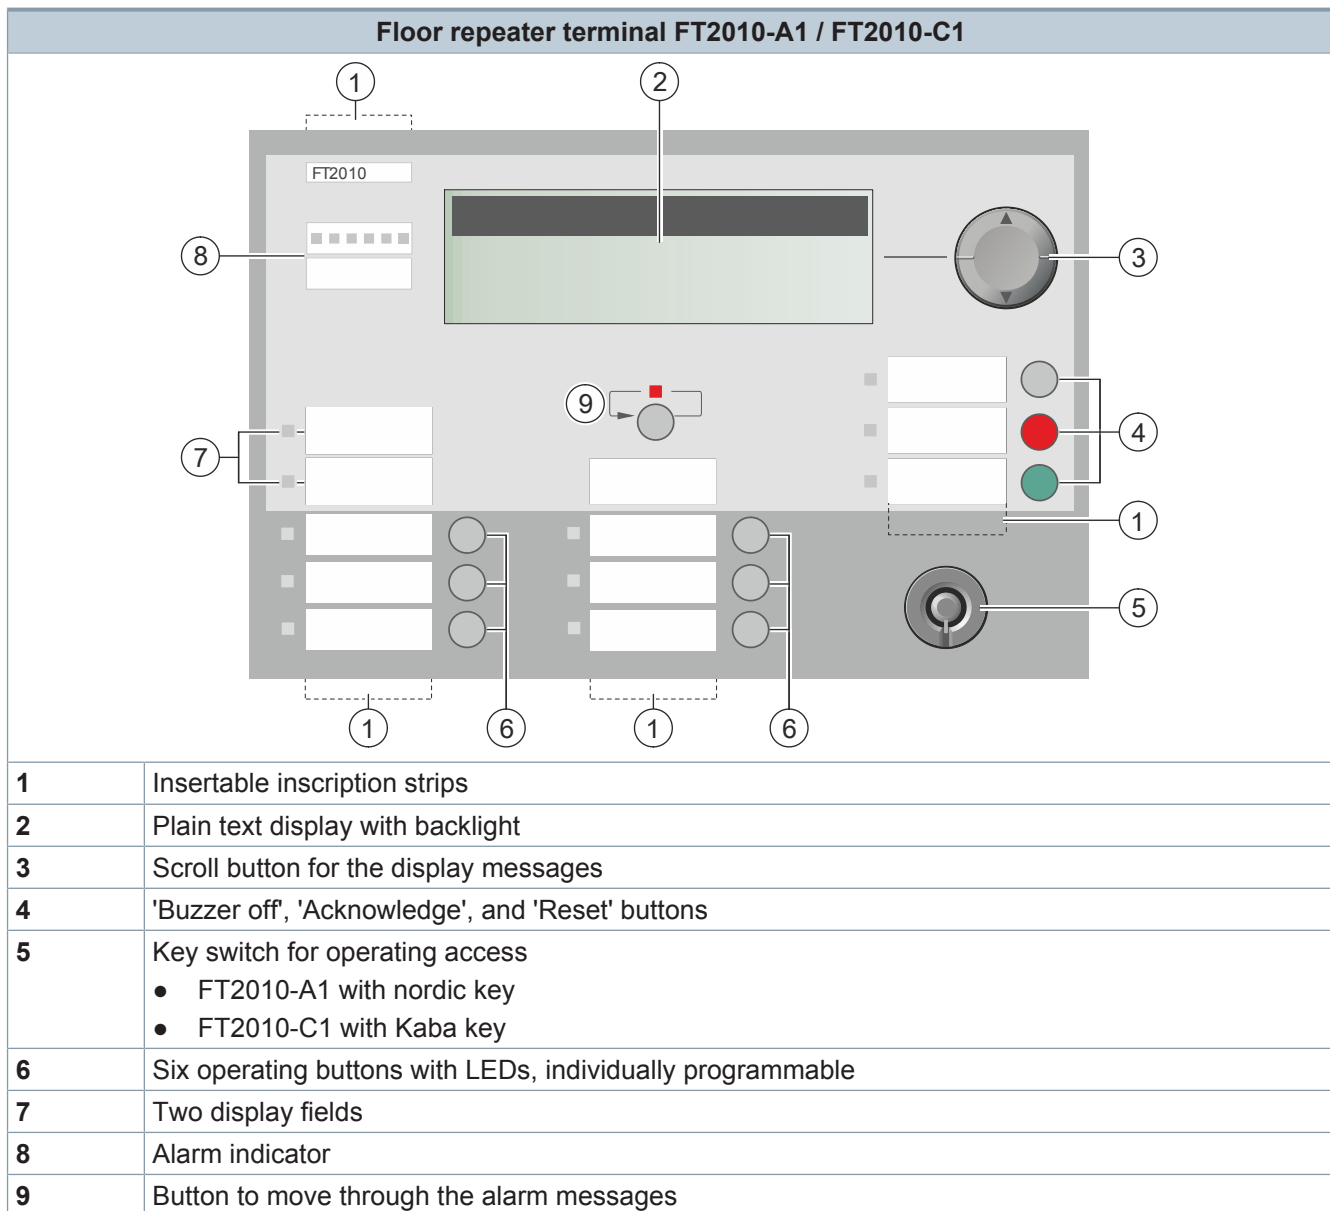 Floor repeater terminal FT2010-A1 / FT2010-C1
1
2
FT2010
8
3
9
4
7
1
5
1
6
1
6
1 Insertable inscription strips
2 Plain text display with backlight
3 Scroll button for the display messages
4 'Buzzer off', 'Acknowledge', and 'Reset' buttons
5 Key switch for operating access
● FT2010-A1 with nordic key
● FT2010-C1 with Kaba key
6 Six operating buttons with LEDs, individually programmable
7 Two display fields
8 Alarm indicator
9 Button to move through the alarm messages